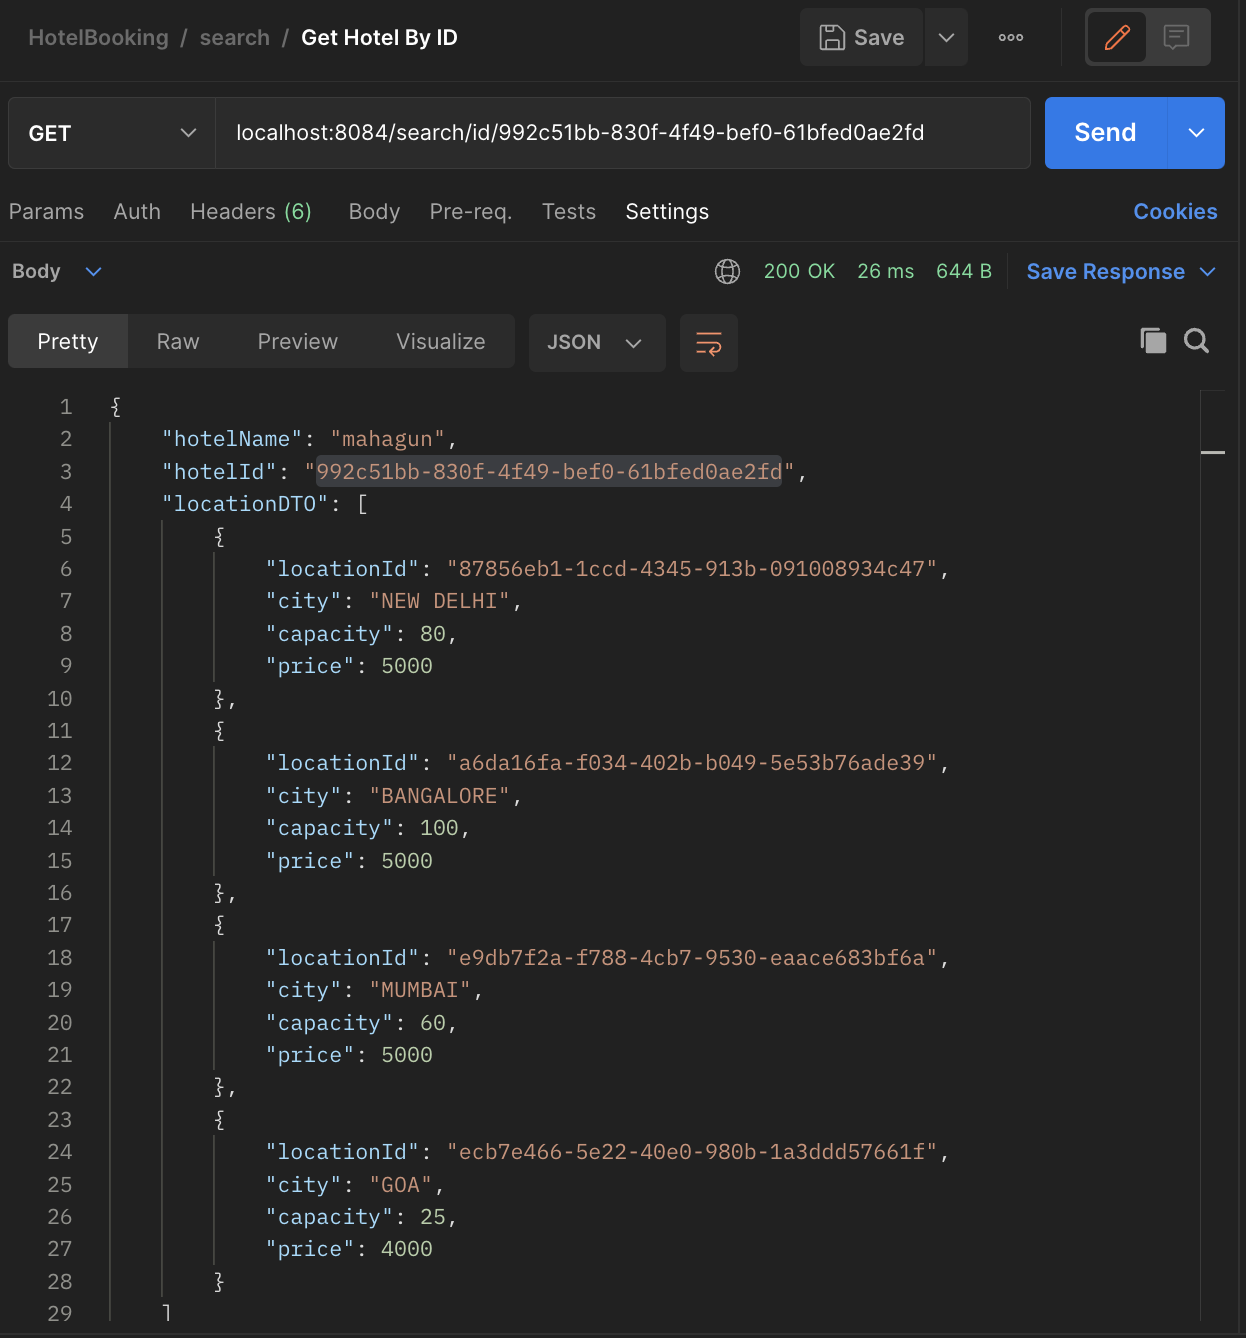 HotelBooking / search / Get Hotel By ID
Save
GET
localhost:8084/search/id/992c51bb-830f-4f49-bef0-61bfed0ae2fd
Send
Params Auth Headers (6) Body Pre-req. Tests Settings Cookies
Body 200 OK 26 ms 644 B Save Response
Pretty Raw Preview Visualize JSON
1 {
2 "hotelName": "mahagun",
3 "hotelId": "992c51bb-830f-4f49-bef0-61bfed0ae2fd",
4 "locationDTO": [
5 {
6 "locationId": "87856eb1-1ccd-4345-913b-091008934c47",
7 "city": "NEW DELHI",
8 "capacity": 80,
9 "price": 5000
10 },
11 {
12 "locationId": "a6da16fa-f034-402b-b049-5e53b76ade39",
13 "city": "BANGALORE",
14 "capacity": 100,
15 "price": 5000
16 },
17 {
18 "locationId": "e9db7f2a-f788-4cb7-9530-eaace683bf6a",
19 "city": "MUMBAI",
20 "capacity": 60,
21 "price": 5000
22 },
23 {
24 "locationId": "ecb7e466-5e22-40e0-980b-1a3ddd57661f",
25 "city": "GOA",
26 "capacity": 25,
27 "price": 4000
28 }
29 ]